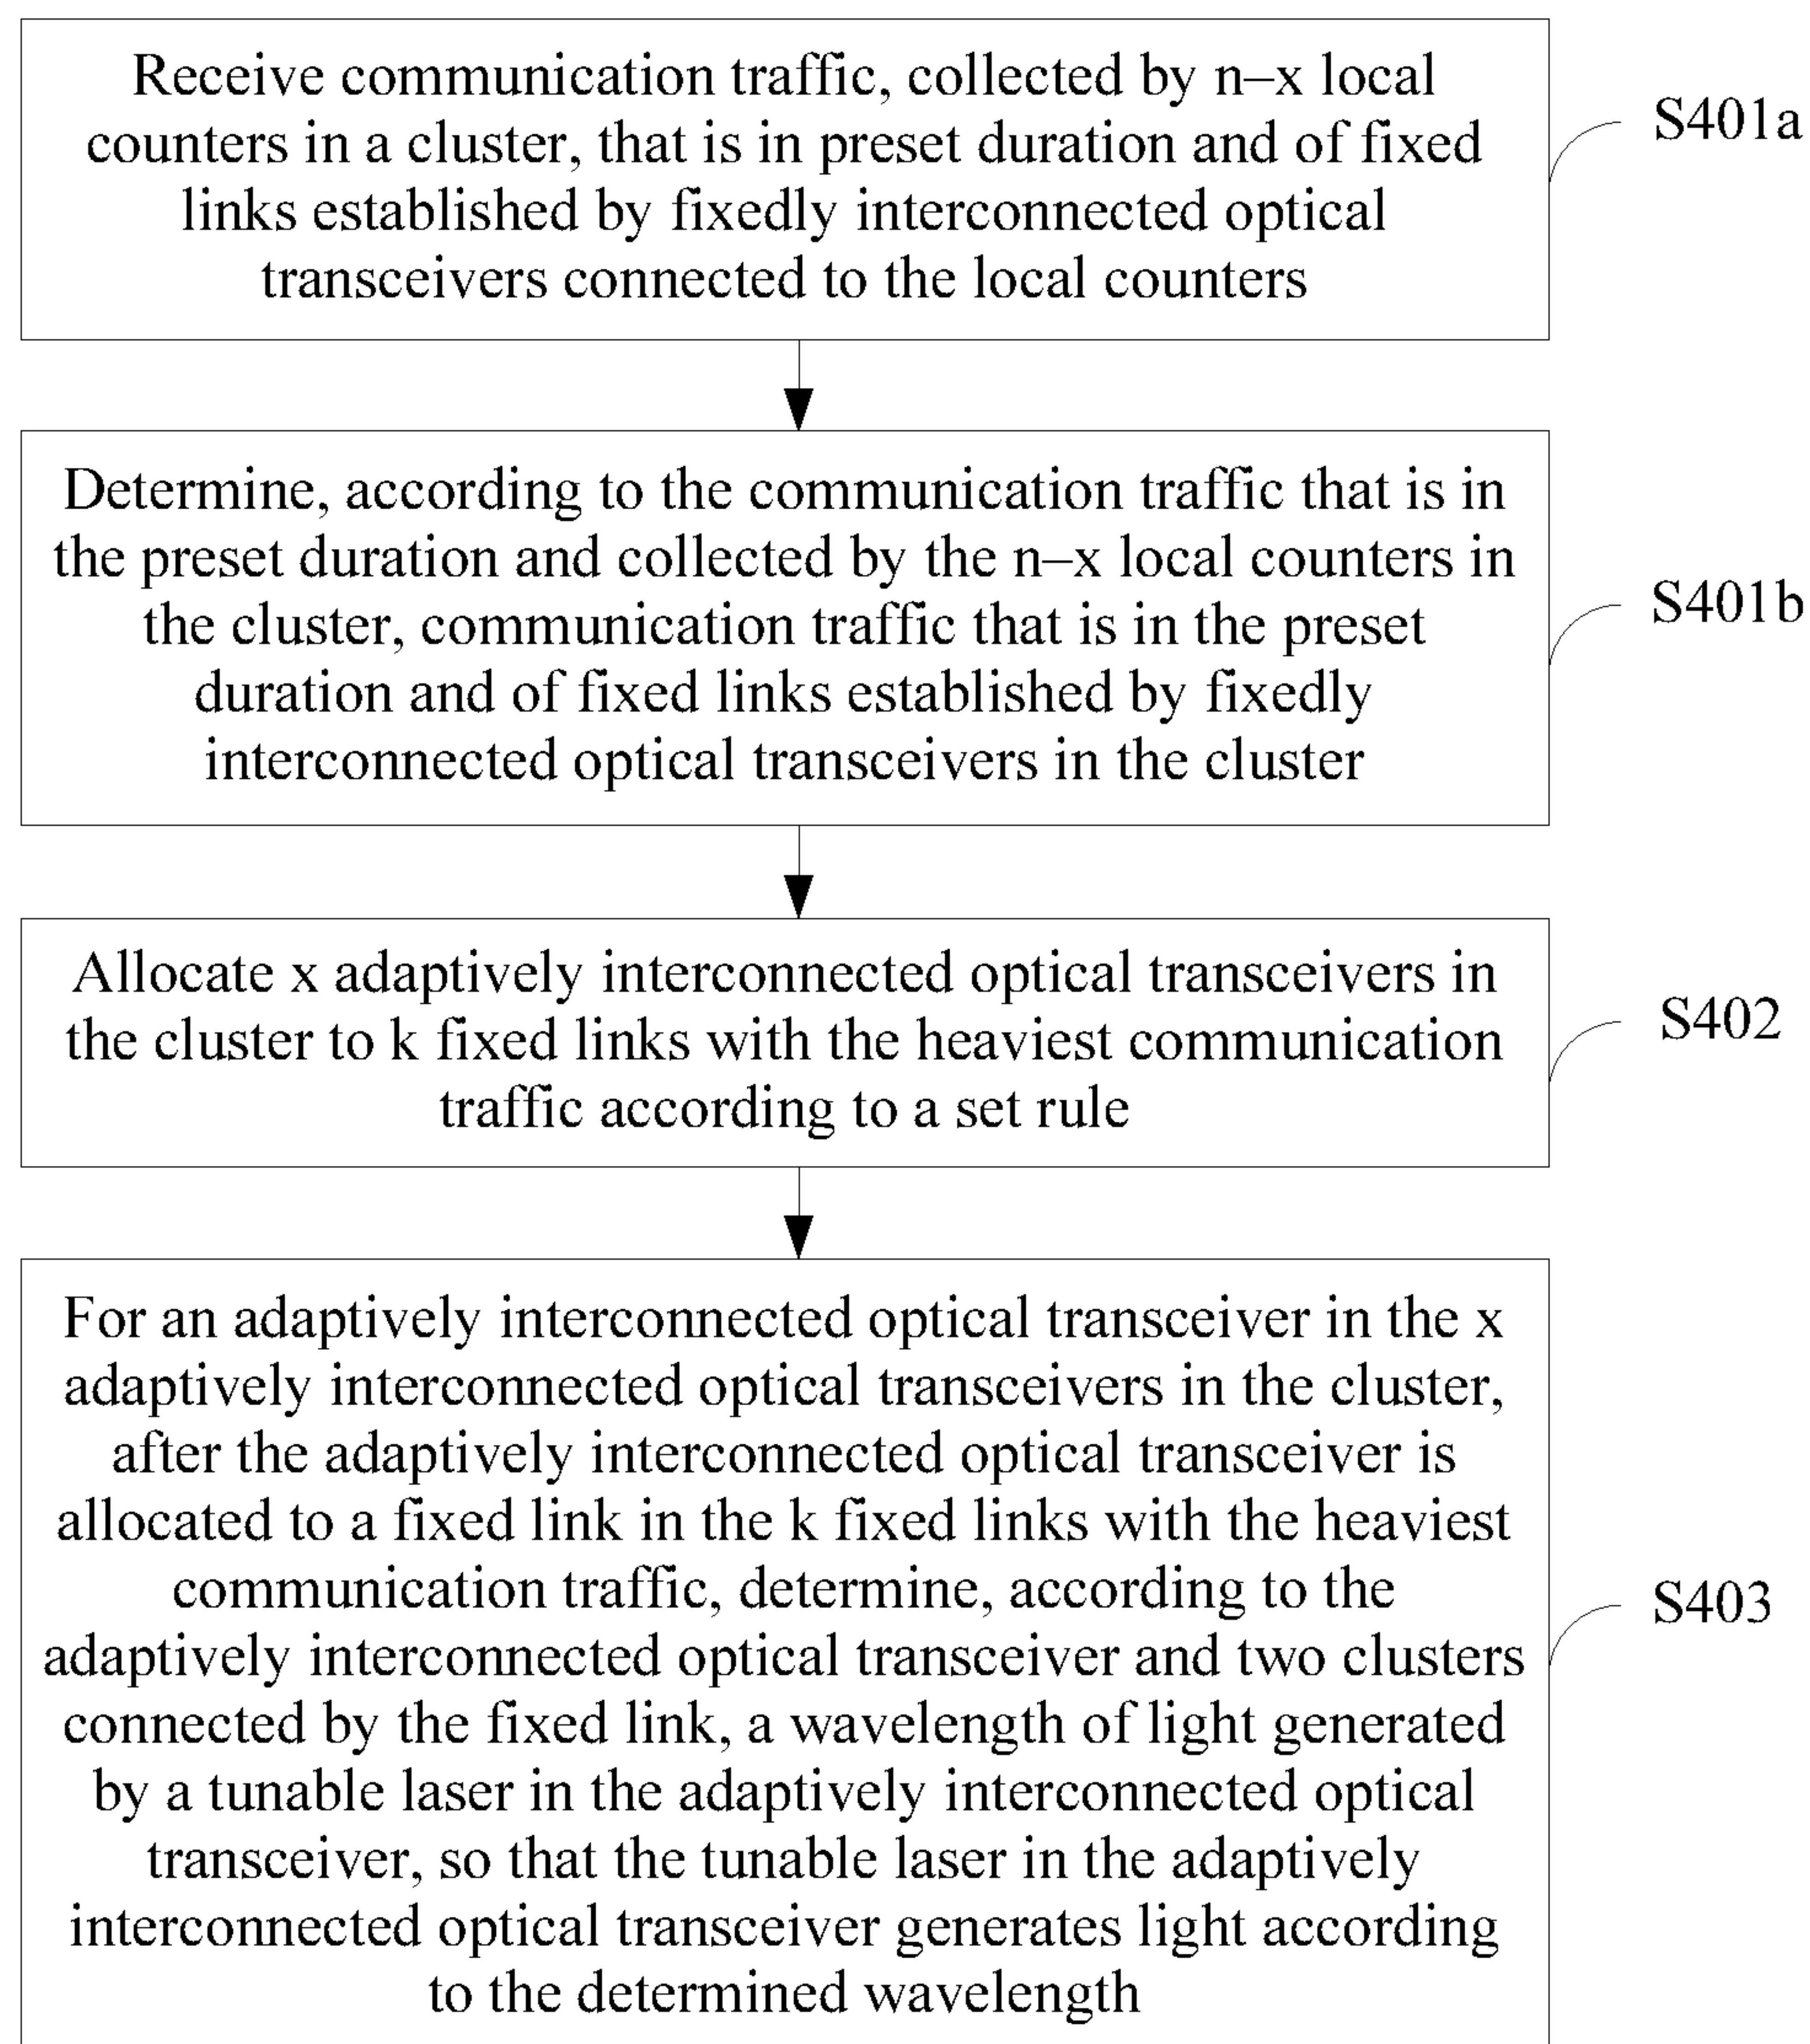 Receive communication traffic, collected by n–x local
counters in a cluster, that is in preset duration and of fixed
links established by fixedly interconnected optical
transceivers connected to the local counters
S401a
Determine, according to the communication traffic that is in
the preset duration and collected by the n–x local counters in
the cluster, communication traffic that is in the preset
duration and of fixed links established by fixedly
interconnected optical transceivers in the cluster
S401b
Allocate x adaptively interconnected optical transceivers in
the cluster to k fixed links with the heaviest communication
traffic according to a set rule
S402
For an adaptively interconnected optical transceiver in the x
adaptively interconnected optical transceivers in the cluster,
after the adaptively interconnected optical transceiver is
allocated to a fixed link in the k fixed links with the heaviest
communication traffic, determine, according to the
adaptively interconnected optical transceiver and two clusters
connected by the fixed link, a wavelength of light generated
by a tunable laser in the adaptively interconnected optical
transceiver, so that the tunable laser in the adaptively
interconnected optical transceiver generates light according
to the determined wavelength
S403